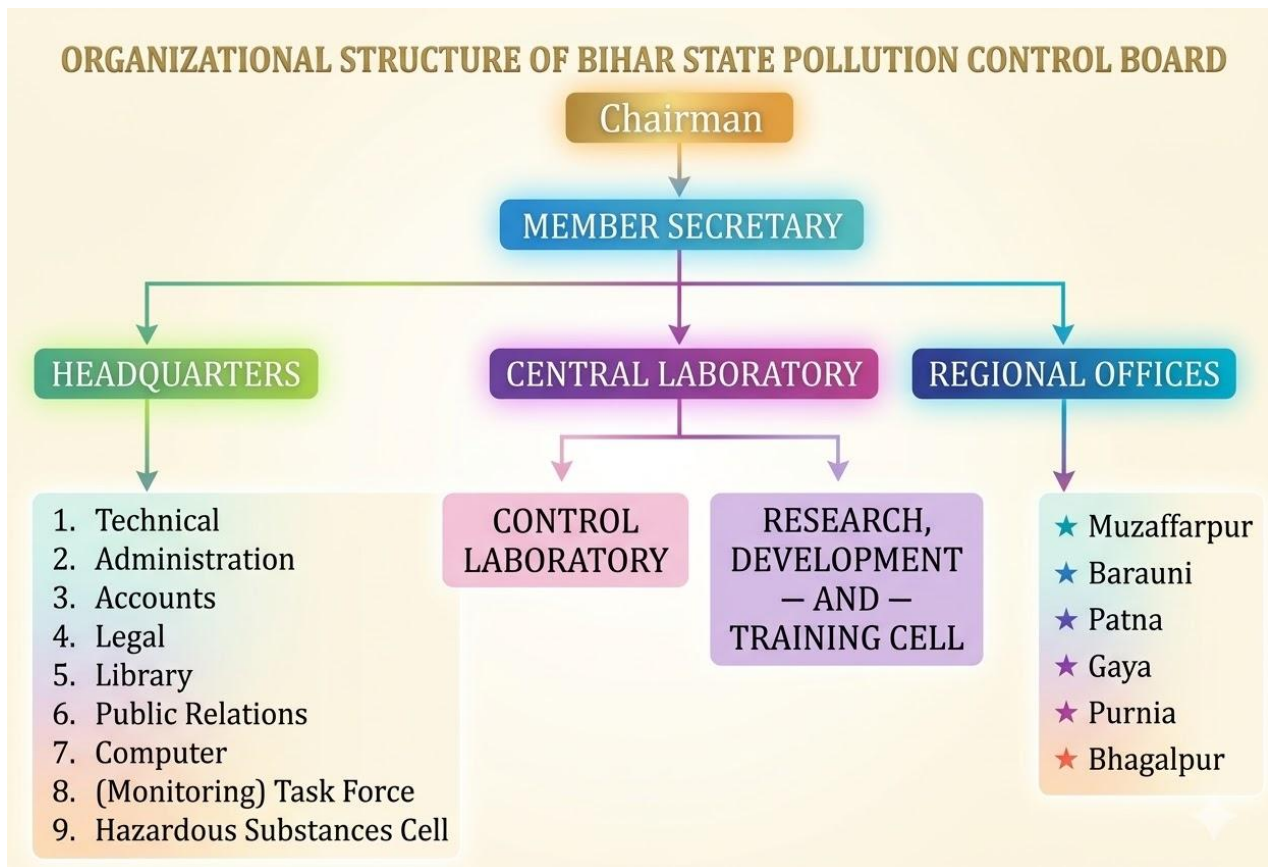 ORGANIZATIONAL STRUCTURE OF BIHAR STATE POLLUTION CONTROL BOARD
Chairman
MEMBER SECRETARY
HEADQUARTERS
CENTRAL LABORATORY
REGIONAL OFFICES
1. Technical
2. Administration
3. Accounts
4. Legal
5. Library
6. Public Relations
7. Computer
8. (Monitoring) Task Force
9. Hazardous Substances Cell
CONTROL
LABORATORY
RESEARCH,
DEVELOPMENT
— AND —
TRAINING CELL
★ Muzaffarpur
★ Barauni
★ Patna
★ Gaya
★ Purnia
★ Bhagalpur